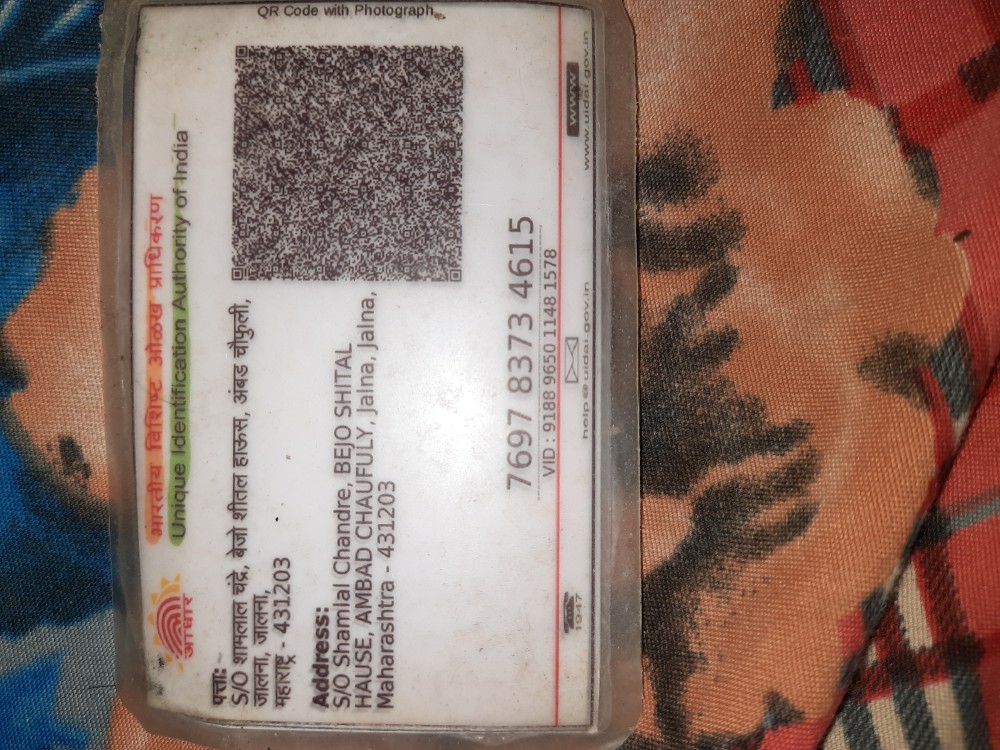 भारतीय विशिष्ट ओळख प्राधिकरण
Unique Identification Authority of India
आधार
पत्ता:
S/O शामलाल चंद्रे, बेजो शीतल हाऊस, अंबड चौफुली,
जालना, जालना,
महाराष्ट्र - 431203
Address:
S/O Shamlal Chandre, BEJO SHITAL
HAUSE, AMBAD CHAUFULY, Jalna, Jalna,
Maharashtra - 431203
QR Code with Photograph
7697 8373 4615
VID : 9188 9650 1148 1578
1947
help@uidai.gov.in
www
www.uidai.gov.in